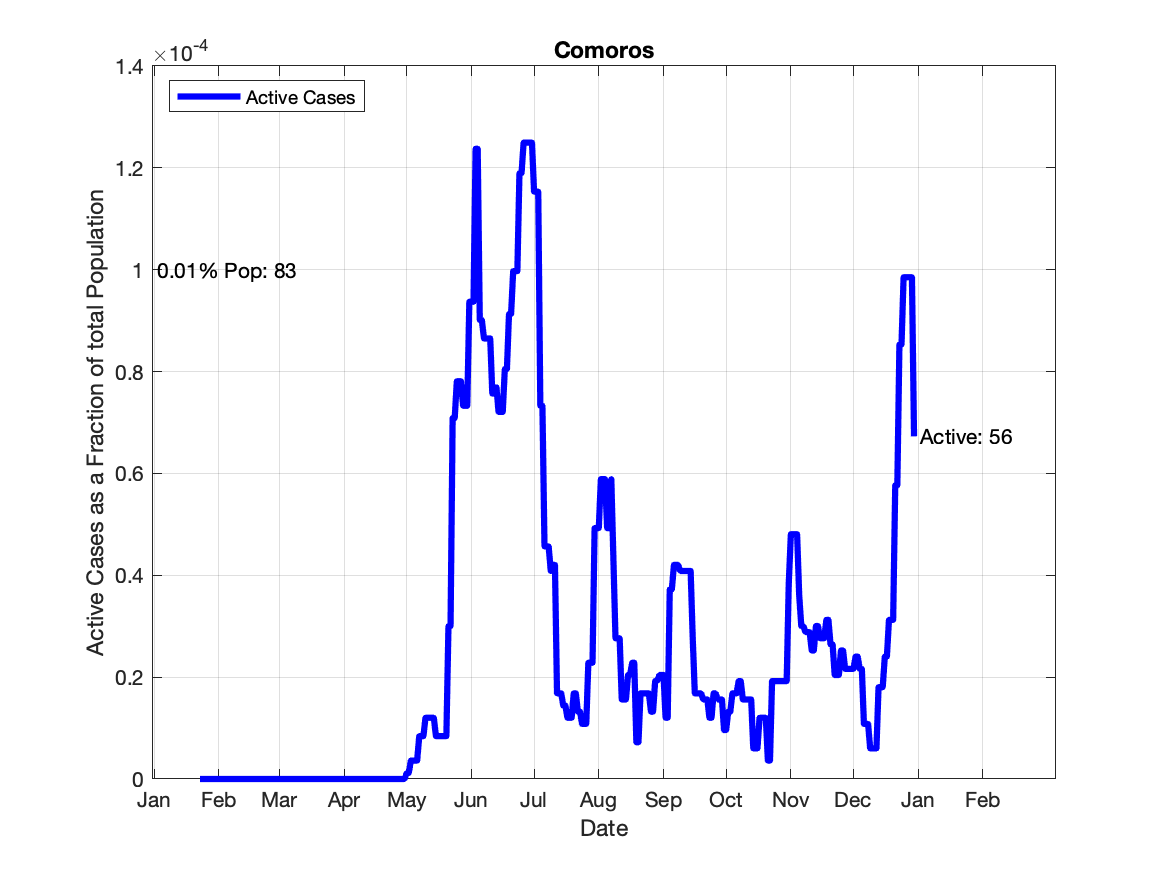 Comoros
×10-4
Active Cases
1.4
1.2
1
0.8
0.6
0.4
0.2
0
0.01% Pop: 83
Active: 56
Active Cases as a Fraction of total Population
Jan Feb Mar Apr May Jun Jul Aug Sep Oct Nov Dec Jan Feb
Date